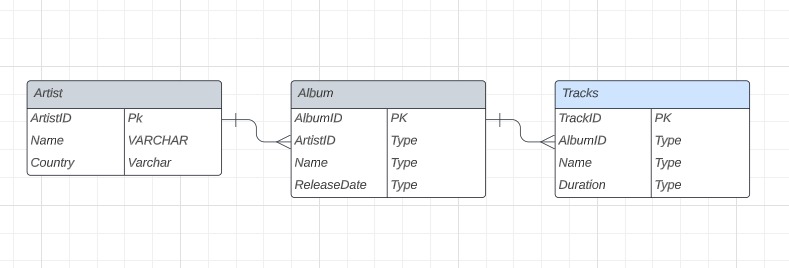 Artist
ArtistID Pk
Name VARCHAR
Country Varchar
Album
AlbumID PK
ArtistID Type
Name Type
ReleaseDate Type
Tracks
TrackID PK
AlbumID Type
Name Type
Duration Type